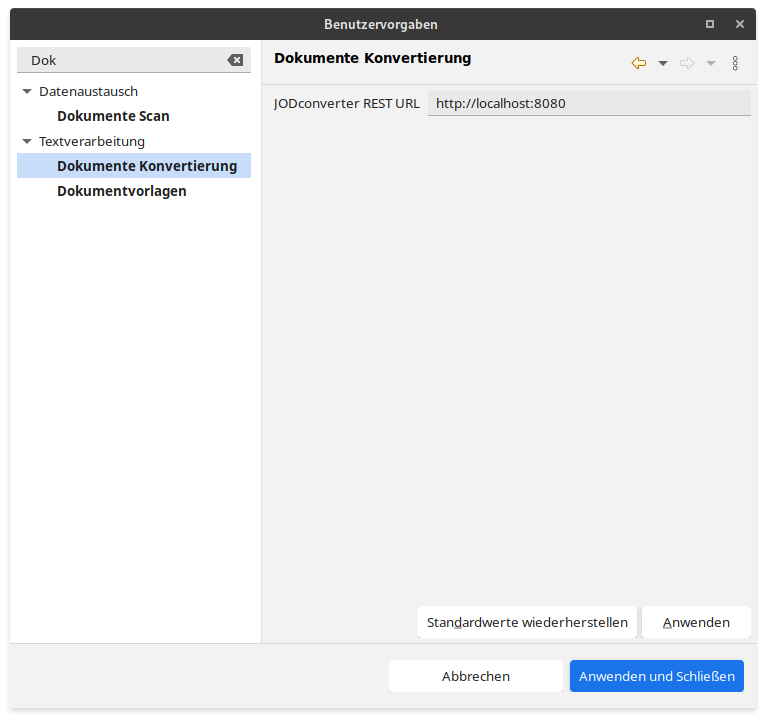 Benutzervorgaben
Dok
Datenaustausch
Dokumente Scan
Textverarbeitung
Dokumente Konvertierung
Dokumentvorlagen
Dokumente Konvertierung
JODconverter REST URL http://localhost:8080
Standardwerte wiederherstellen Anwenden
Abbrechen Anwenden und Schließen